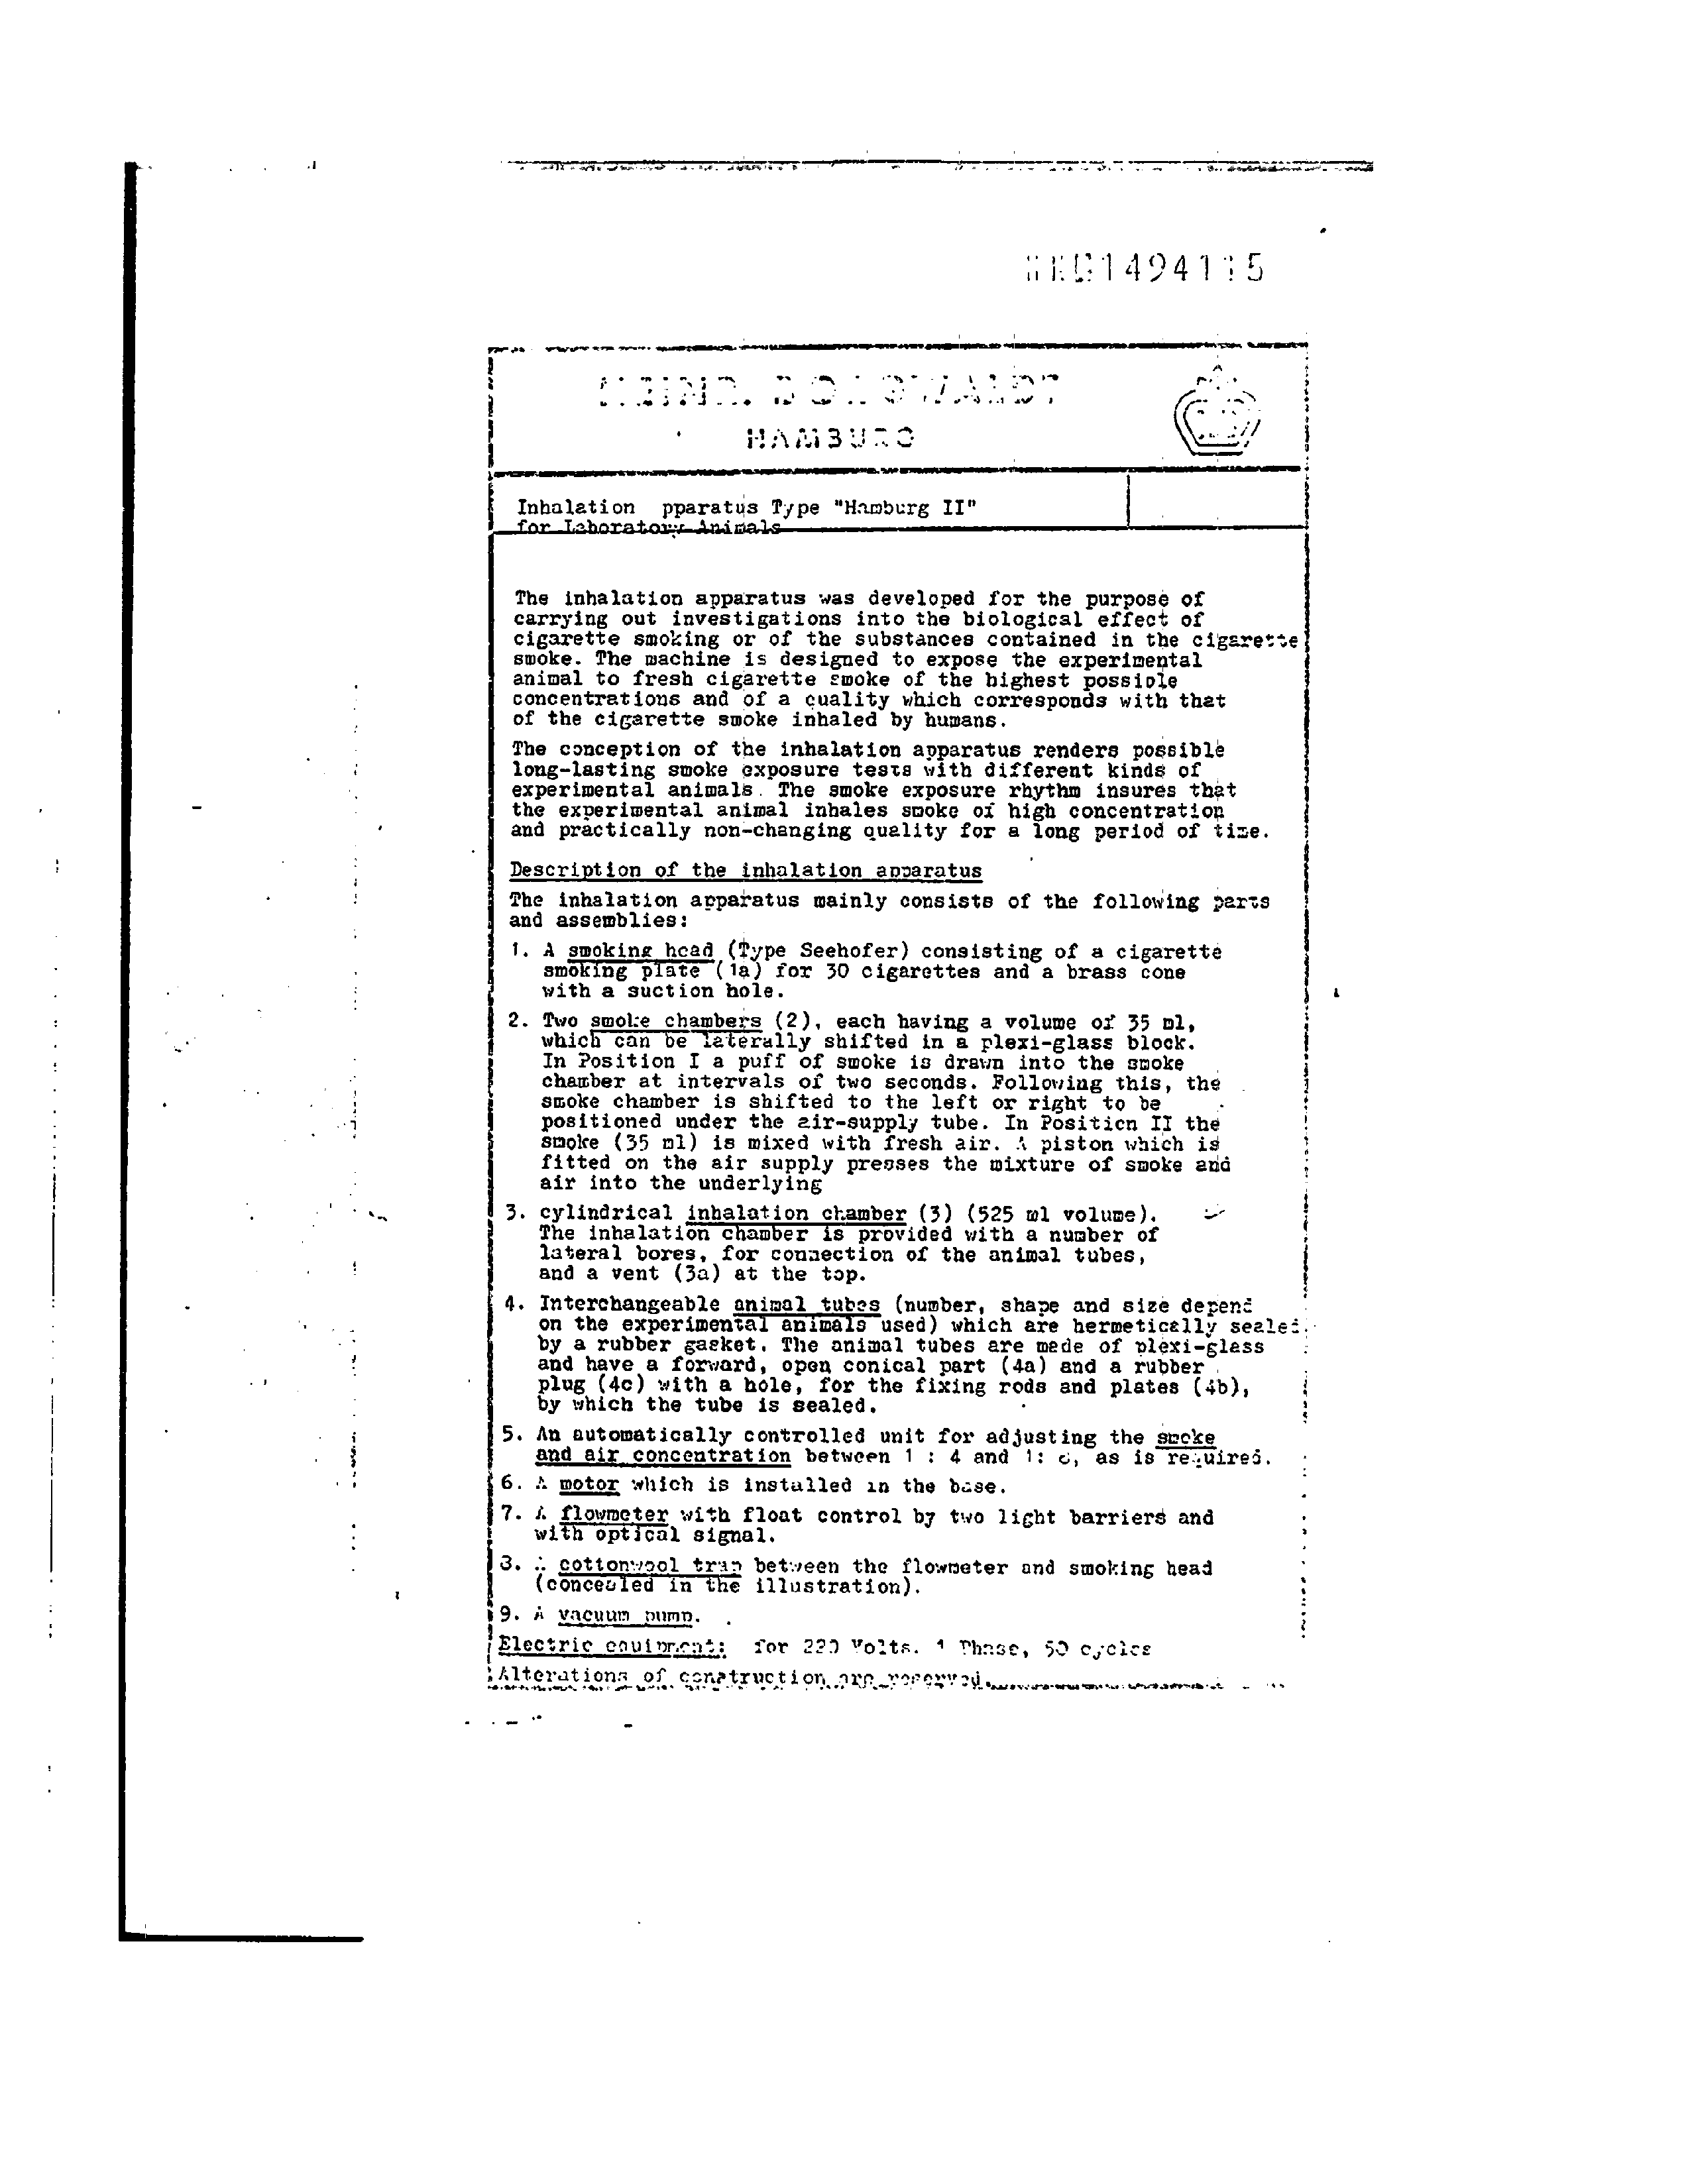 HAMBURG
Inhalation pparatus Type "Hamburg II"
for Laboratory Animals
The inhalation apparatus was developed for the purpose of
carrying out investigations into the biological effect of
cigarette smoking or of the substances contained in the cigarette
smoke. The machine is designed to expose the experimental
animal to fresh cigarette smoke of the highest possible
concentrations and of a quality which corresponds with that
of the cigarette smoke inhaled by humans.
The conception of the inhalation apparatus renders possible
long-lasting smoke exposure tests with different kinds of
experimental animals. The smoke exposure rhythm insures that
the experimental animal inhales smoke of high concentration
and practically non-changing quality for a long period of time.
Description of the inhalation apparatus
The inhalation apparatus mainly consists of the following parts
and assemblies:
1. A smoking head (Type Seehofer) consisting of a cigarette
smoking plate (1a) for 30 cigarettes and a brass cone
with a suction hole.
2. Two smoke chambers (2), each having a volume of 35 ml,
which can be laterally shifted in a plexi-glass block.
In Position I a puff of smoke is drawn into the smoke
chamber at intervals of two seconds. Following this, the
smoke chamber is shifted to the left or right to be
positioned under the air-supply tube. In Position II the
smoke (35 ml) is mixed with fresh air. A piston which is
fitted on the air supply presses the mixture of smoke and
air into the underlying
3. cylindrical inhalation chamber (3) (525 ml volume).
The inhalation chamber is provided with a number of
lateral bores, for connection of the animal tubes,
and a vent (3a) at the top.
4. Interchangeable animal tubes (number, shape and size depend
on the experimental animals used) which are hermetically sealed
by a rubber gasket. The animal tubes are made of plexi-glass
and have a forward, open conical part (4a) and a rubber
plug (4c) with a hole, for the fixing rods and plates (4b),
by which the tube is sealed.
5. An automatically controlled unit for adjusting the smoke
and air concentration between 1 : 4 and 1: , as is required.
6. A motor which is installed in the base.
7. A flowmeter with float control by two light barriers and
with optical signal.
8. A cottonwool trap between the flowmeter and smoking head
(concealed in the illustration).
9. A vacuum pump.
Electric equipment: for 220 Volts. 1 Phase, 50 cycles
Alterations of construction are reserved.